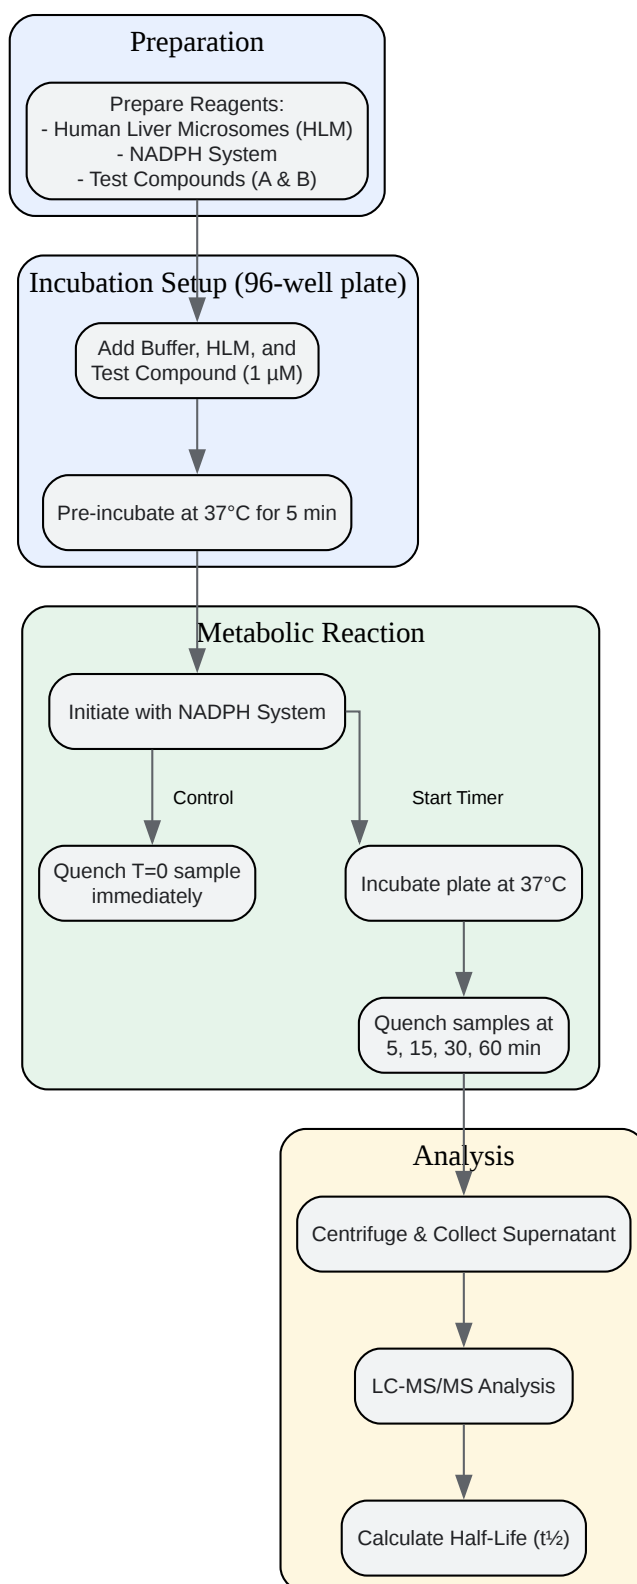 Preparation
Prepare Reagents:
- Human Liver Microsomes (HLM)
- NADPH System
- Test Compounds (A & B)
Incubation Setup (96-well plate)
Add Buffer, HLM, and
Test Compound (1 µM)
Pre-incubate at 37°C for 5 min
Metabolic Reaction
Initiate with NADPH System
Control
Start Timer
Quench T=0 sample
immediately
Incubate plate at 37°C
Quench samples at
5, 15, 30, 60 min
Analysis
Centrifuge & Collect Supernatant
LC-MS/MS Analysis
Calculate Half-Life (t½)